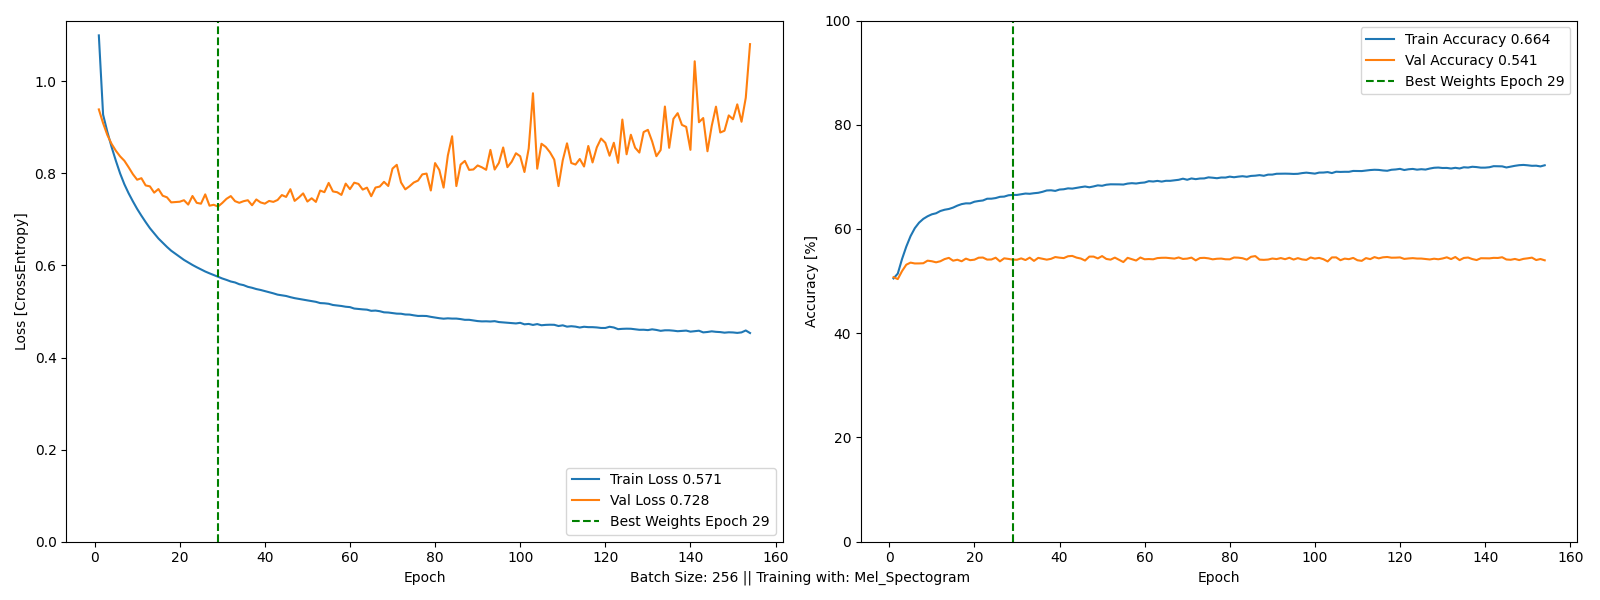 Loss [CrossEntropy]
1.0
0.8
0.6
0.4
0.2
0.0
0 20 40 60 80 100 120 140 160
Epoch
Train Loss 0.571
Val Loss 0.728
Best Weights Epoch 29
Accuracy [%]
100
80
60
40
20
0
0 20 40 60 80 100 120 140 160
Epoch
Train Accuracy 0.664
Val Accuracy 0.541
Best Weights Epoch 29
Batch Size: 256 || Training with: Mel_Spectogram